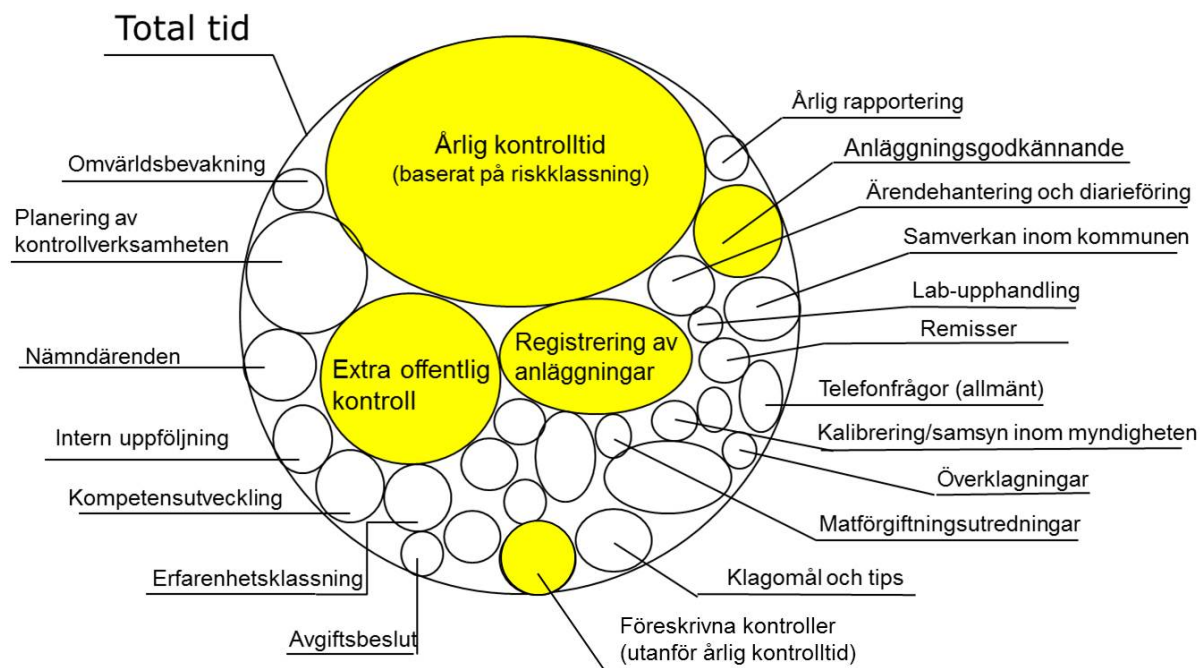 Total tid
Omvärldsbevakning
Planering av
kontrollverksamheten
Nämndärenden
Intern uppföljning
Kompetensutveckling
Erfarenhetsklassning
Avgiftsbeslut
Årlig kontrolltid
(baserat på riskklassning)
Extra offentlig
kontroll
Registrering av
anläggningar
Årlig rapportering
Anläggningsgodkännande
Ärendehantering och diarieföring
Samverkan inom kommunen
Lab-upphandling
Remisser
Telefonfrågor (allmänt)
Kalibrering/samsyn inom myndigheten
Överklagningar
Matförgiftningsutredningar
Klagomål och tips
Föreskrivna kontroller
(utanför årlig kontrolltid)